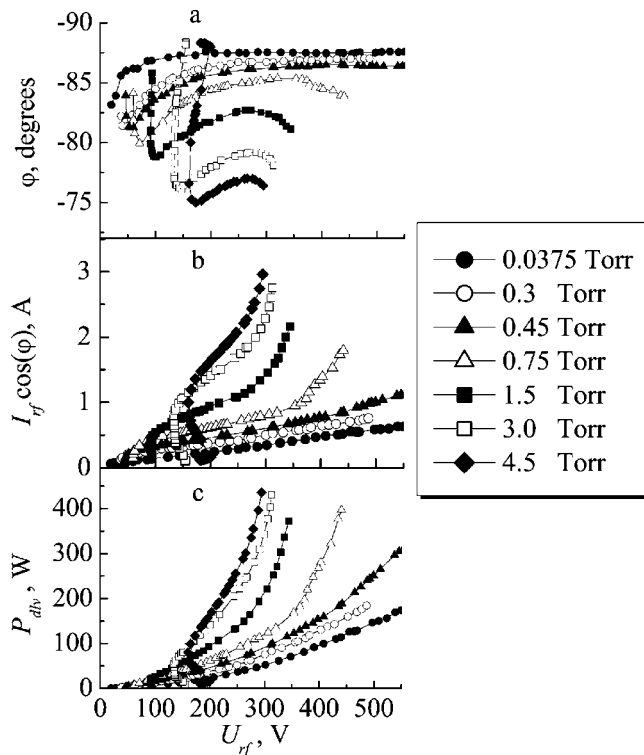 a
-90
-85
-80
-75
φ, degrees
b
3
2
1
0
I_rf cos(φ), A
c
400
300
200
100
0
P_dlv, W
0 100 200 300 400 500
U_rf, V
0.0375 Torr
0.3 Torr
0.45 Torr
0.75 Torr
1.5 Torr
3.0 Torr
4.5 Torr